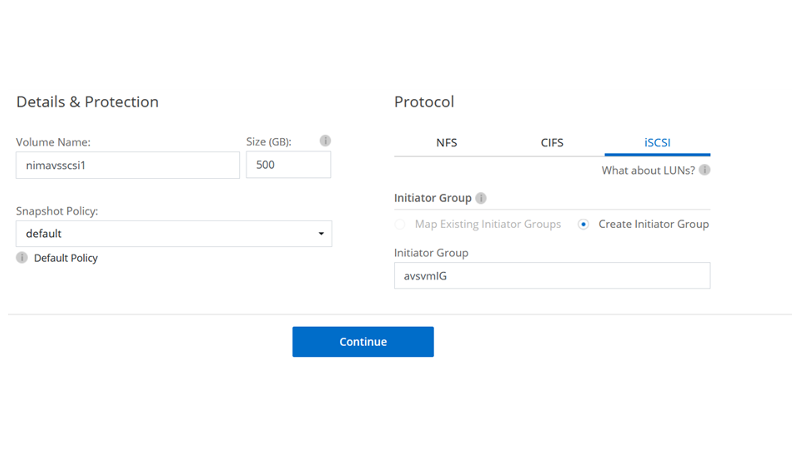 Details & Protection
Volume Name:
Size (GB):
nimavsscsi1
500
Snapshot Policy:
default
Default Policy
Protocol
NFS
CIFS
iSCSI
What about LUNs?
Initiator Group
Map Existing Initiator Groups
Create Initiator Group
Initiator Group
avsvmIG
Continue